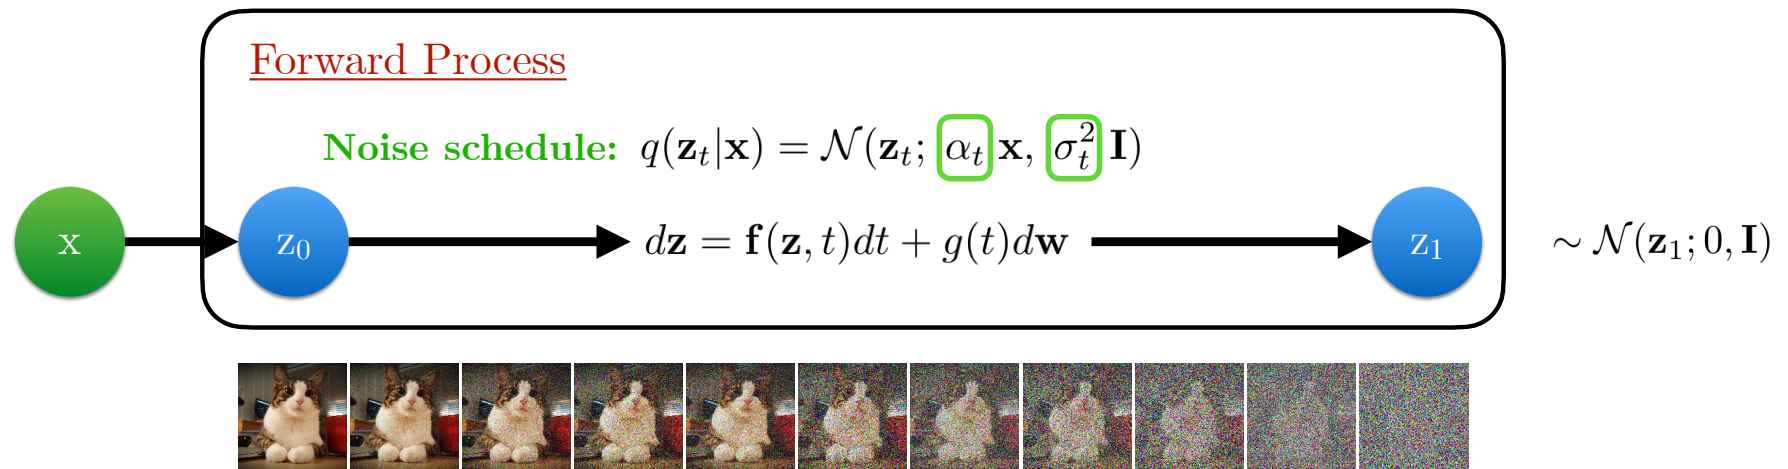 Forward Process
Noise schedule: q(z_t|x) = 𝒩(z_t; α_t x, σ_t^2 I)
x z_0 dz = f(z, t)dt + g(t)dw z_1 ∼ 𝒩(z_1; 0, I)